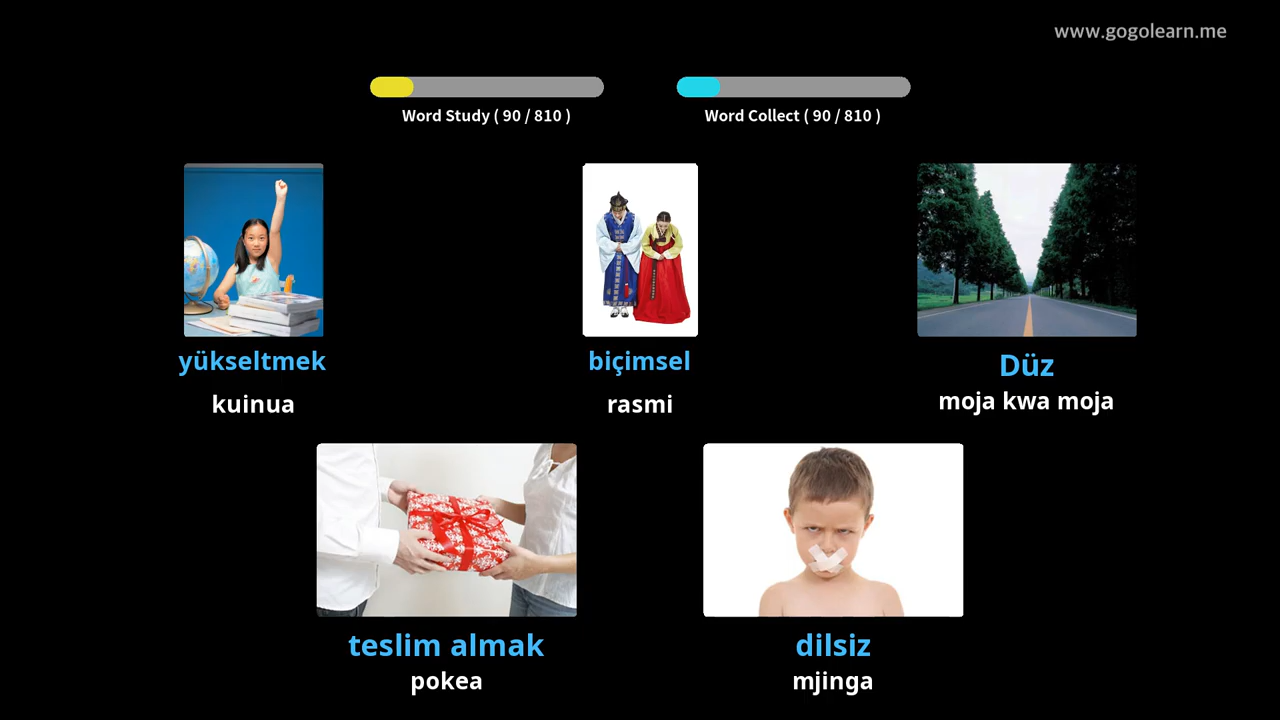 www.gogolearn.me
Word Study ( 90 / 810 )
Word Collect ( 90 / 810 )
yükseltmek
kuinua
biçimsel
rasmi
Düz
moja kwa moja
teslim almak
pokea
dilsiz
mjinga